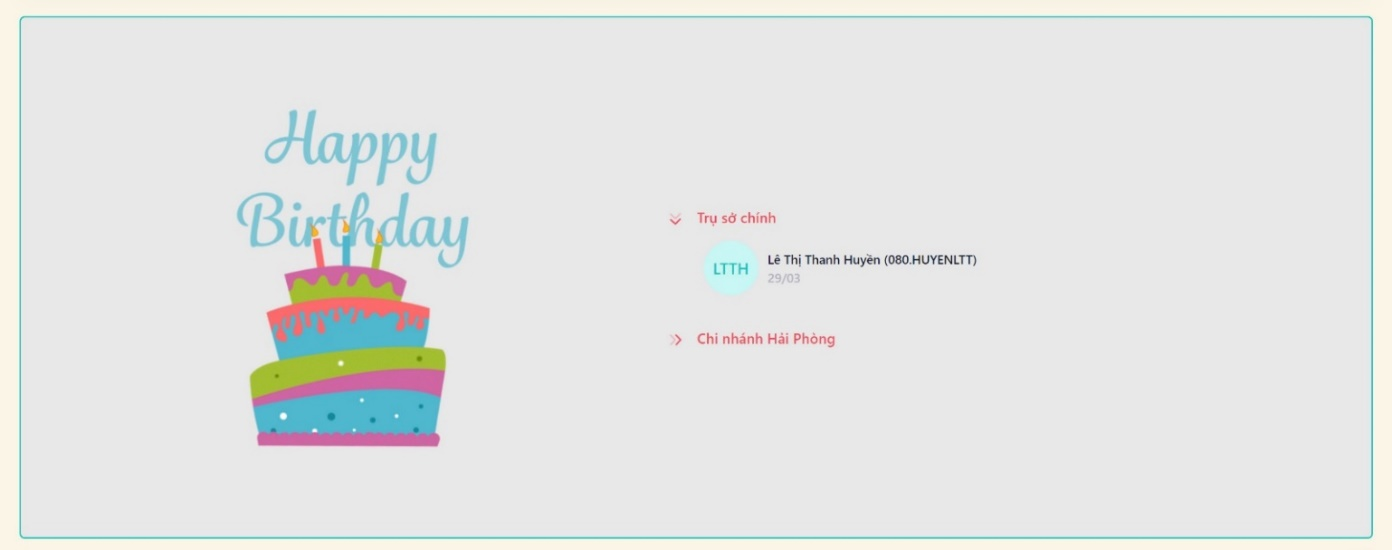 Happy
Birthday
Trụ sở chính
LTTH
Lê Thị Thanh Huyền (080.HUYENLTT)
29/03
Chi nhánh Hải Phòng